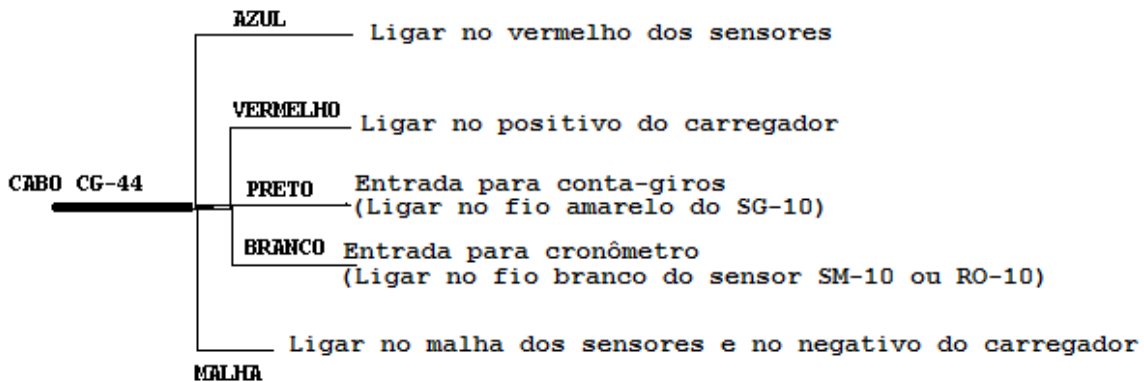 AZUL
Ligar no vermelho dos sensores
VERMELHO
Ligar no positivo do carregador
CABO CG-44
PRETO
Entrada para conta-giros
(Ligar no fio amarelo do SG-10)
BRANCO
Entrada para cronômetro
(Ligar no fio branco do sensor SM-10 ou RO-10)
Ligar no malha dos sensores e no negativo do carregador
MALHA